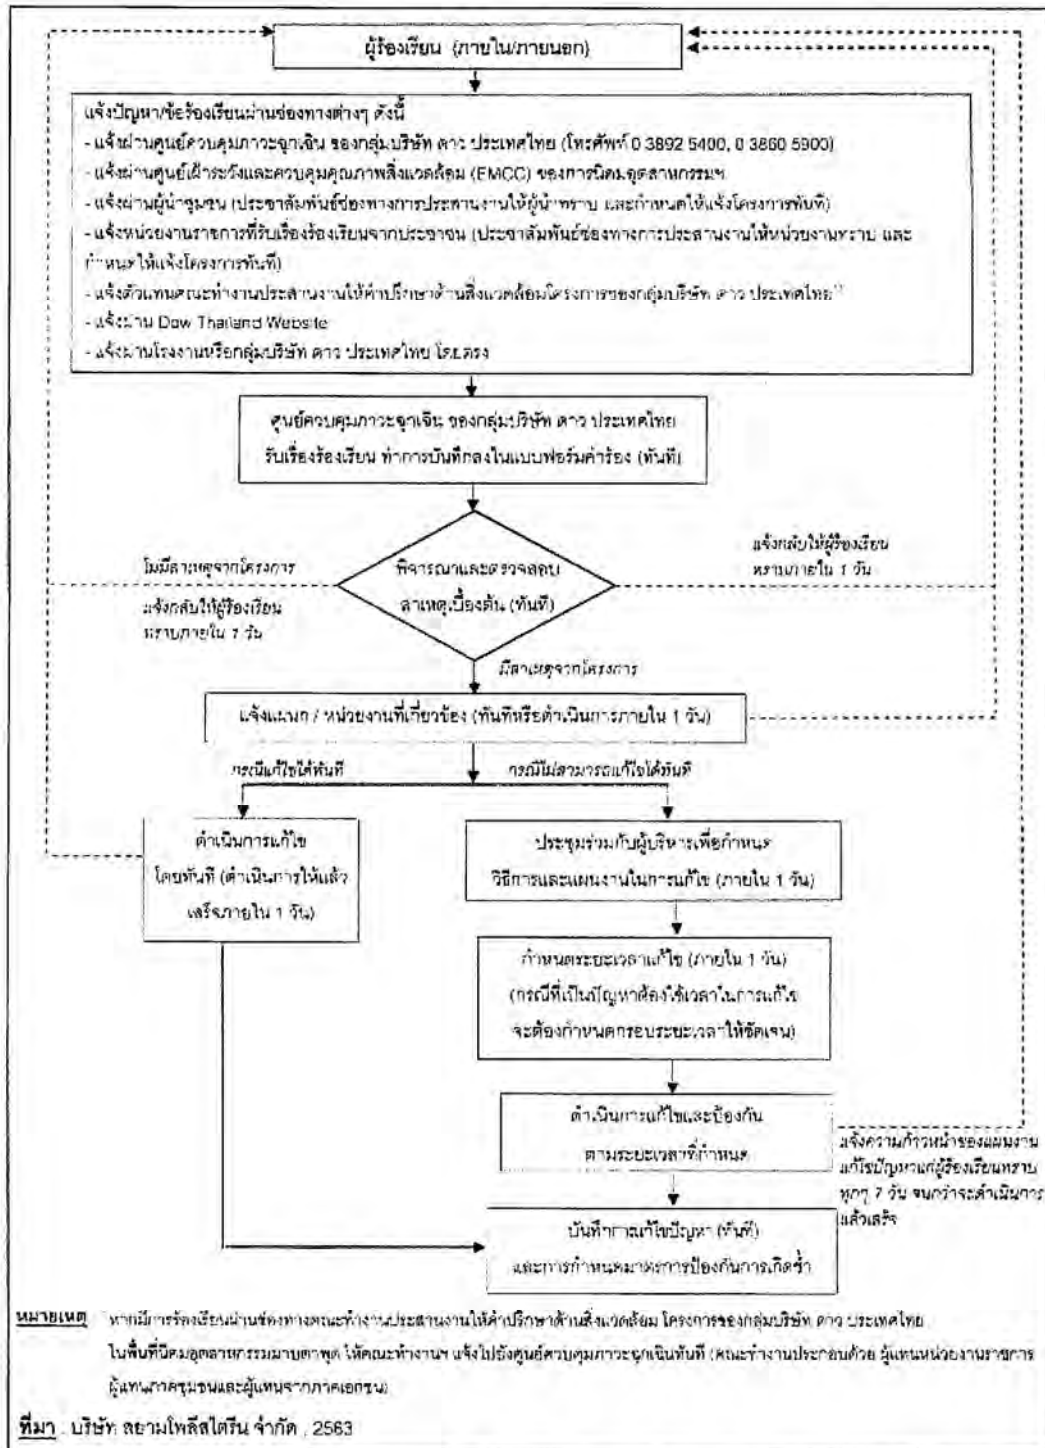 ผู้ร้องเรียน (ภายใน/ภายนอก)
แจ้งปัญหา/ข้อร้องเรียนผ่านช่องทางต่างๆ ดังนี้
- แจ้งผ่านศูนย์ควบคุมภาวะฉุกเฉิน ของกลุ่มบริษัท ดาว ประเทศไทย (โทรศัพท์ 0 3892 5400, 0 3860 5900)
- แจ้งผ่านศูนย์เฝ้าระวังและควบคุมคุณภาพสิ่งแวดล้อม (EMCC) ของการนิคมอุตสาหกรรมฯ
- แจ้งผ่านผู้นำชุมชน (ประชาสัมพันธ์ช่องทางการประสานงานให้ผู้นำทราบ และกำหนดให้แจ้งโครงการทันที)
- แจ้งหน่วยงานราชการที่รับเรื่องร้องเรียนจากประชาชน (ประชาสัมพันธ์ช่องทางการประสานงานให้หน่วยงานทราบ และ
กำหนดให้แจ้งโครงการทันที)
- แจ้งตัวแทนคณะทำงานประสานงานให้คำปรึกษาด้านสิ่งแวดล้อมโครงการของกลุ่มบริษัท ดาว ประเทศไทย
- แจ้งผ่าน Dow Thailand Website
- แจ้งผ่านโรงงานหรือกลุ่มบริษัท ดาว ประเทศไทย โดยตรง
ศูนย์ควบคุมภาวะฉุกเฉิน ของกลุ่มบริษัท ดาว ประเทศไทย
รับเรื่องร้องเรียน ทำการบันทึกลงในแบบฟอร์มคำร้อง (ทันที)
ไม่มีสาเหตุจากโครงการ
แจ้งกลับให้ผู้ร้องเรียน
ทราบภายใน 1 วัน
พิจารณาและตรวจสอบ
สาเหตุเบื้องต้น (ทันที)
แจ้งกลับให้ผู้ร้องเรียน
ทราบภายใน 1 วัน
มีสาเหตุจากโครงการ
แจ้งแผนก / หน่วยงานที่เกี่ยวข้อง (ทันทีหรือดำเนินการภายใน 1 วัน)
กรณีแก้ไขได้ทันที
กรณีไม่สามารถแก้ไขได้ทันที
ดำเนินการแก้ไข
โดยทันที (ดำเนินการให้แล้ว
เสร็จภายใน 1 วัน)
ประชุมร่วมกับผู้บริหารเพื่อกำหนด
วิธีการและแผนงานในการแก้ไข (ภายใน 1 วัน)
กำหนดระยะเวลาแก้ไข (ภายใน 1 วัน)
(กรณีที่เป็นปัญหาต้องใช้เวลาในการแก้ไข
จะต้องกำหนดกรอบระยะเวลาให้ชัดเจน)
ดำเนินการแก้ไขและป้องกัน
ตามระยะเวลาที่กำหนด
แจ้งความก้าวหน้าของแผนงาน
แก้ไขปัญหาแก่ผู้ร้องเรียนทราบ
ทุกๆ 7 วัน จนกว่าจะดำเนินการ
แล้วเสร็จ
บันทึกการแก้ไขปัญหา (ทันที)
และการกำหนดมาตรการป้องกันการเกิดซ้ำ
หมายเหตุ หากมีการร้องเรียนผ่านช่องทางคณะทำงานประสานงานให้คำปรึกษาด้านสิ่งแวดล้อม โครงการของกลุ่มบริษัท ดาว ประเทศไทย
ในพื้นที่นิคมอุตสาหกรรมมาบตาพุด ให้คณะทำงานฯ แจ้งไปยังศูนย์ควบคุมภาวะฉุกเฉินทันที (คณะทำงานประกอบด้วย ผู้แทนหน่วยงานราชการ
ผู้แทนภาคชุมชนและผู้แทนจากภาคเอกชน)
ที่มา : บริษัท สยามโพลีสไตรีน จำกัด , 2563